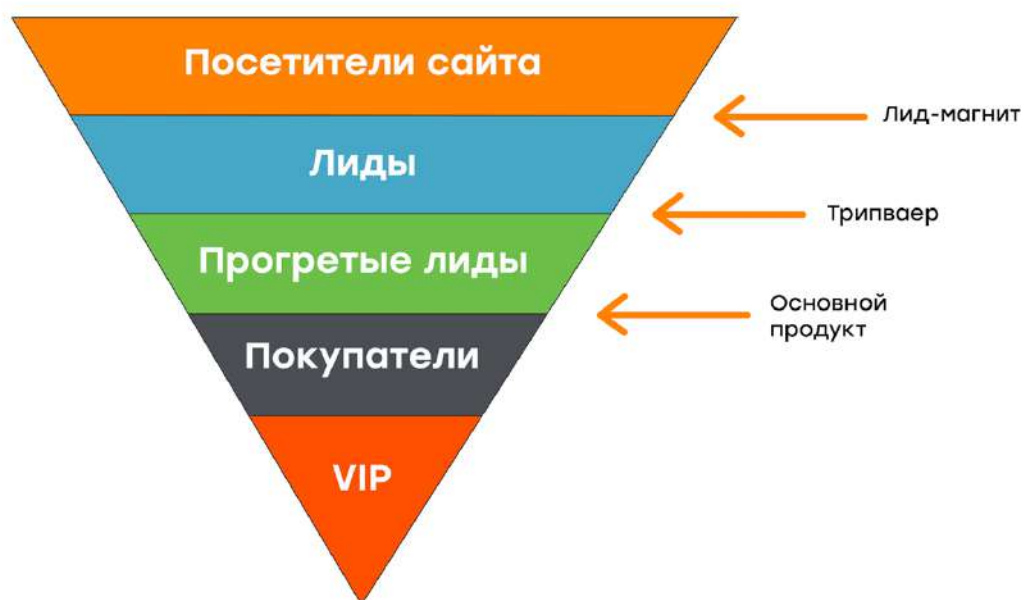 Посетители сайта
Лид-магнит
Лиды
Трипваер
Прогретые лиды
Основной
продукт
Покупатели
VIP